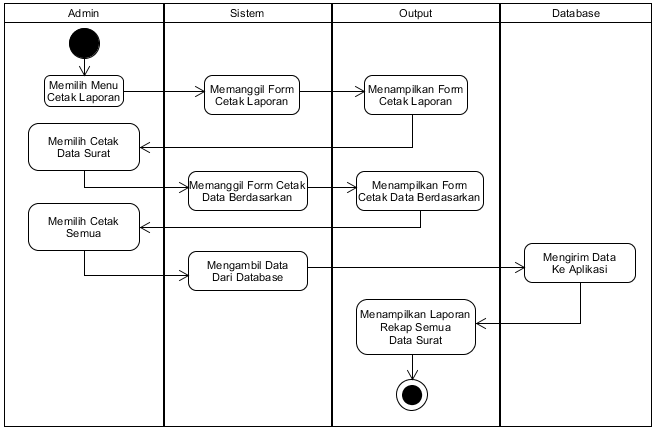 Admin
Sistem
Output
Database
Memilih Menu
Cetak Laporan
Memanggil Form
Cetak Laporan
Menampilkan Form
Cetak Laporan
Memilih Cetak
Data Surat
Memanggil Form Cetak
Data Berdasarkan
Menampilkan Form
Cetak Data Berdasarkan
Memilih Cetak
Semua
Mengambil Data
Dari Database
Mengirim Data
Ke Aplikasi
Menampilkan Laporan
Rekap Semua
Data Surat